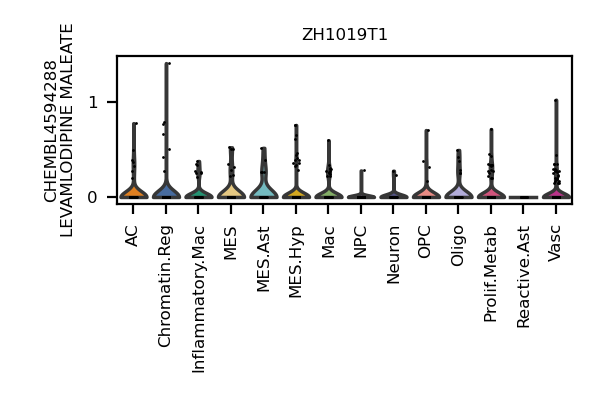 ZH1019T1
CHEMBL4594288
LEVAMLODIPINE MALEATE
1
0
AC
Chromatin.Reg
Inflammatory.Mac
MES
MES.Ast
MES.Hyp
Mac
NPC
Neuron
OPC
Oligo
Prolif.Metab
Reactive.Ast
Vasc